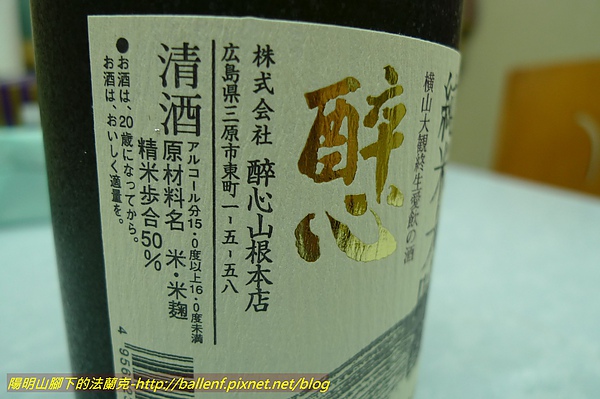 純米大
横山大観終生愛飲の酒
酔心
株式会社 醉心山根本店
広島県三原市東町一-五-五八
清酒
アルコール分15.0度以上16.0度未満
原材料名 米・米麹
精米歩合50%
●お酒は、20歳になってから。
お酒は、おいしく適量を。
4 956
陽明山腳下的法蘭克-http://ballenf.pixnet.net/blog